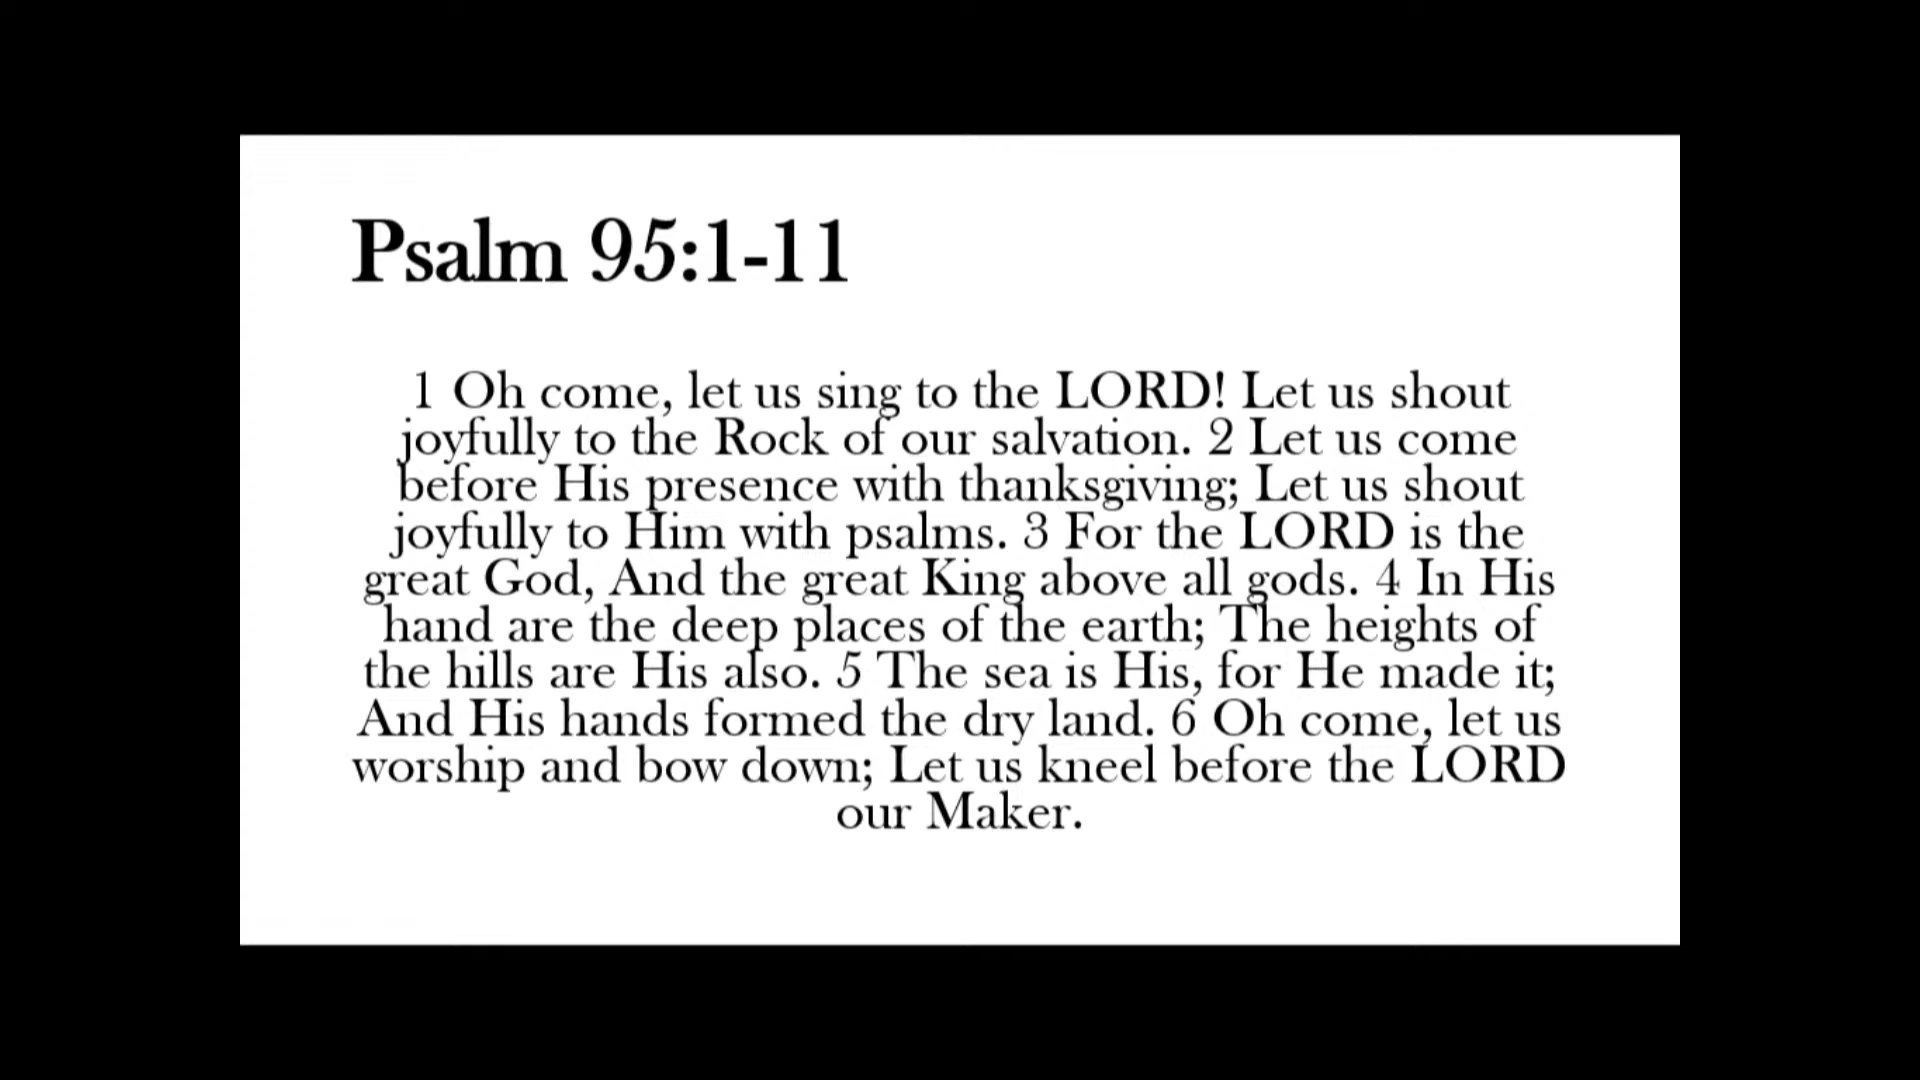 Psalm 95:1-11
1 Oh come, let us sing to the LORD! Let us shout
joyfully to the Rock of our salvation. 2 Let us come
before His presence with thanksgiving; Let us shout
joyfully to Him with psalms. 3 For the LORD is the
great God, And the great King above all gods. 4 In His
hand are the deep places of the earth; The heights of
the hills are His also. 5 The sea is His, for He made it;
And His hands formed the dry land. 6 Oh come, let us
worship and bow down; Let us kneel before the LORD
our Maker.